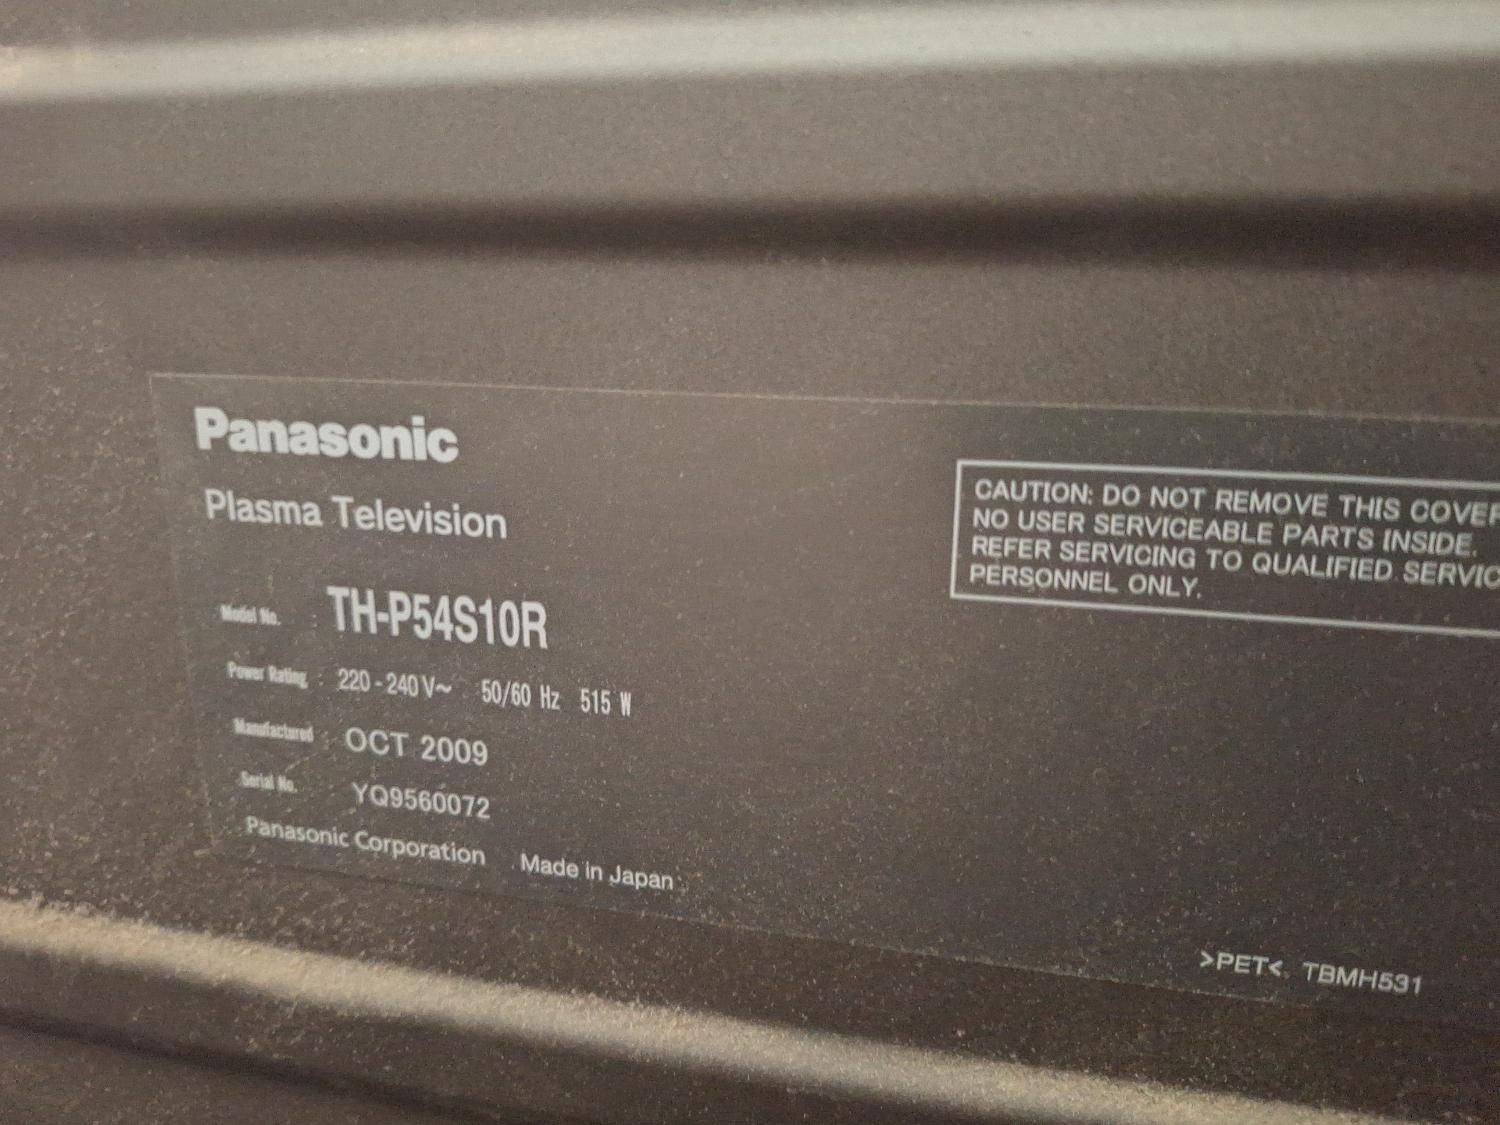 Panasonic
Plasma Television
Model No. : TH-P54S10R
Power Rating : 220-240V~ 50/60 Hz 515 W
Manufactured : OCT 2009
Serial No. YQ9560072
Panasonic Corporation Made in Japan
CAUTION: DO NOT REMOVE THIS COVER
NO USER SERVICEABLE PARTS INSIDE.
REFER SERVICING TO QUALIFIED SERVIC
PERSONNEL ONLY.
>PET< TBMH531